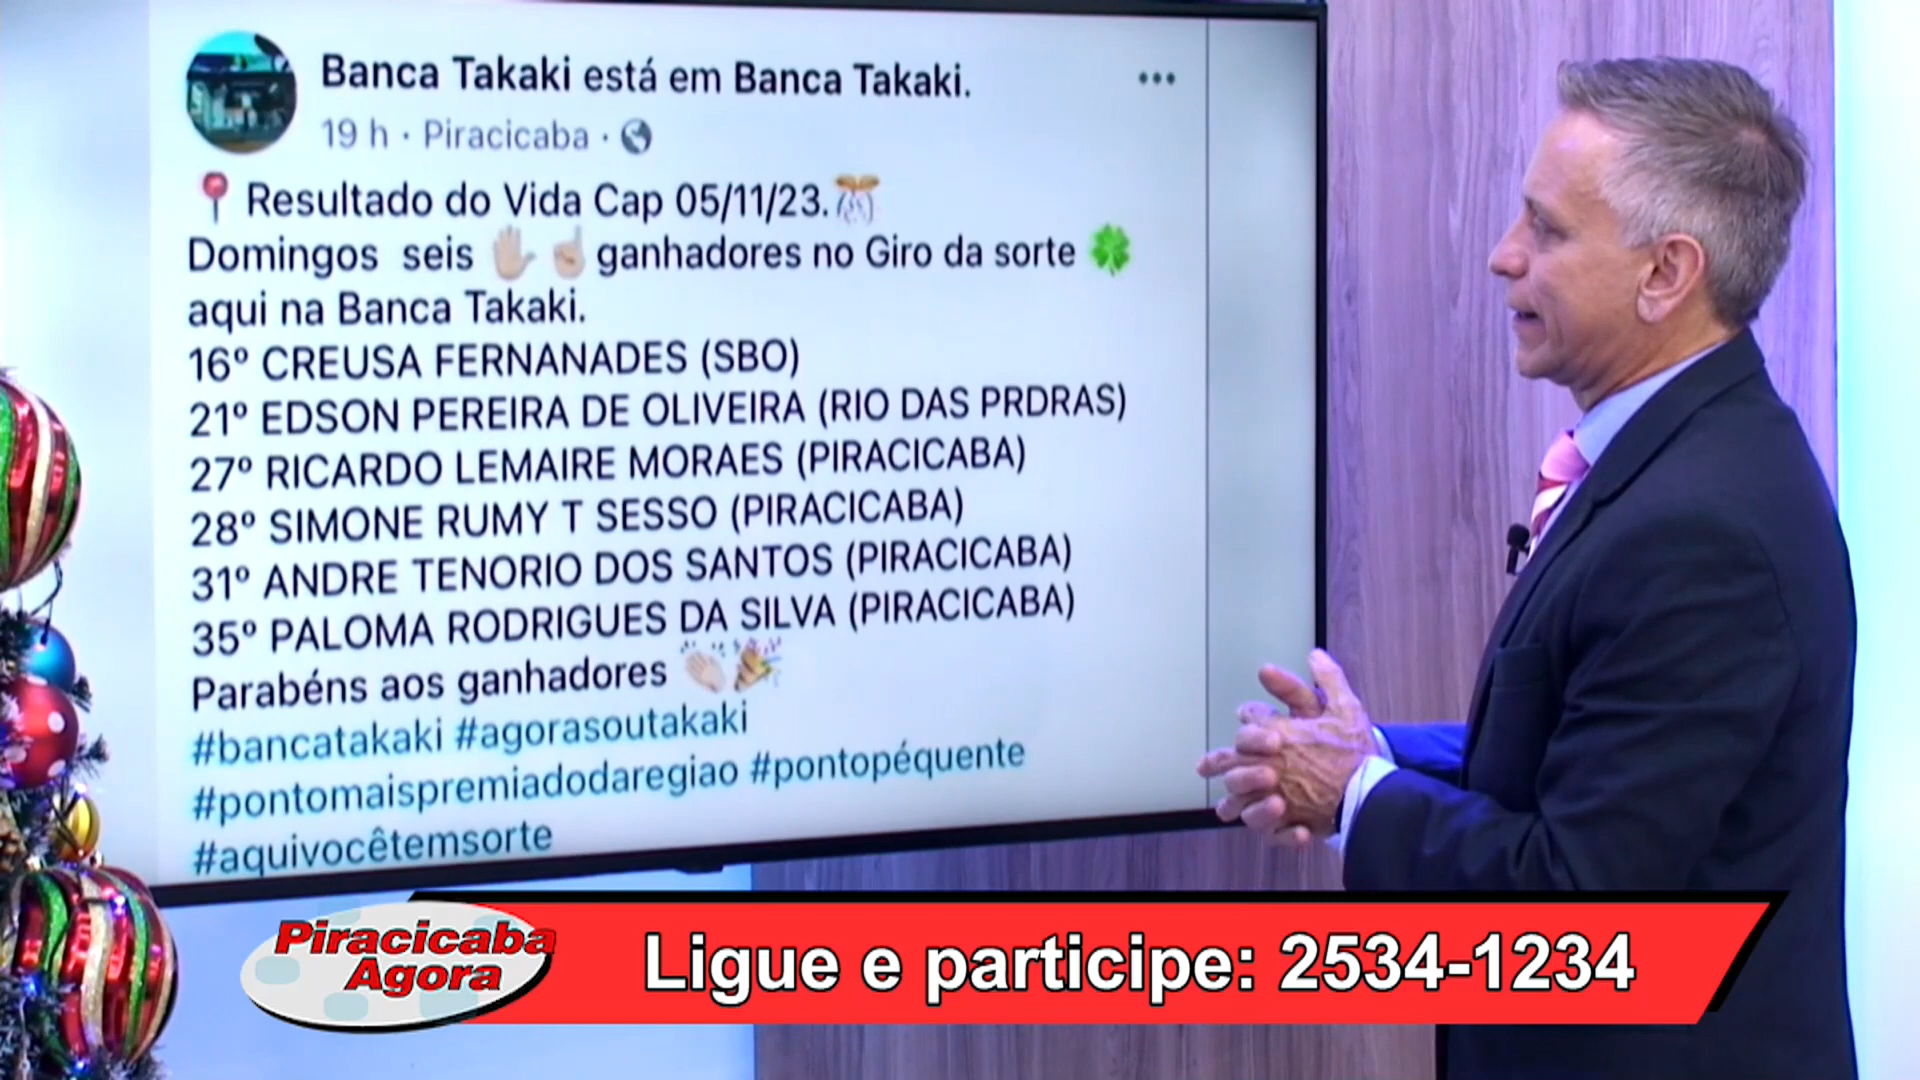 Banca Takaki está em Banca Takaki.
19 h · Piracicaba ·
Resultado do Vida Cap 05/11/23.
Domingos seis ganhadores no Giro da sorte
aqui na Banca Takaki.
16º CREUSA FERNANADES (SBO)
21º EDSON PEREIRA DE OLIVEIRA (RIO DAS PRDRAS)
27º RICARDO LEMAIRE MORAES (PIRACICABA)
28º SIMONE RUMY T SESSO (PIRACICABA)
31º ANDRE TENORIO DOS SANTOS (PIRACICABA)
35º PALOMA RODRIGUES DA SILVA (PIRACICABA)
Parabéns aos ganhadores
#bancatakaki #agorasoutakaki
#pontomaispremiadodaregiao #pontopéquente
#aquivocêtemsorte
Piracicaba
Agora
Ligue e participe: 2534-1234